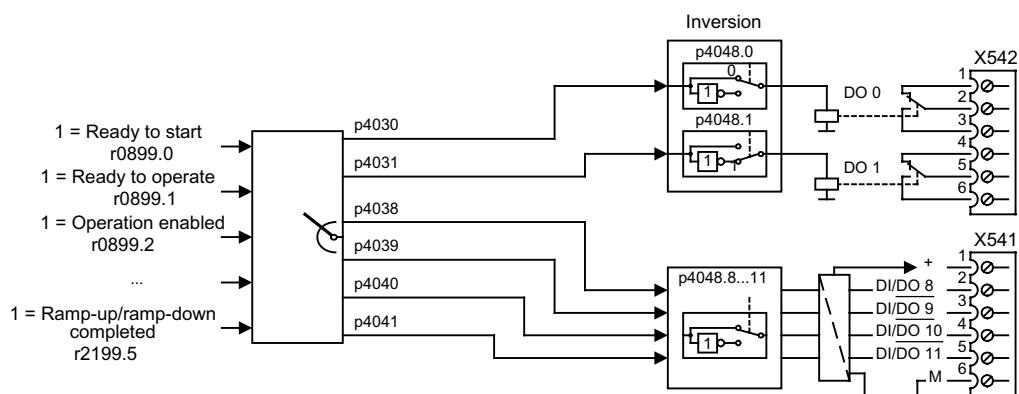 Inversion
p4048.0
0
1
p4048.1
1
1
DO 0
DO 1
X542
1
2
3
4
5
6
1 = Ready to start
r0899.0
1 = Ready to operate
r0899.1
1 = Operation enabled
r0899.2
...
1 = Ramp-up/ramp-down
completed
r2199.5
p4030
p4031
p4038
p4039
p4040
p4041
p4048.8...11
1
X541
+
DI/DO 8
DI/DO 9
DI/DO 10
DI/DO 11
M
1
2
3
4
5
6